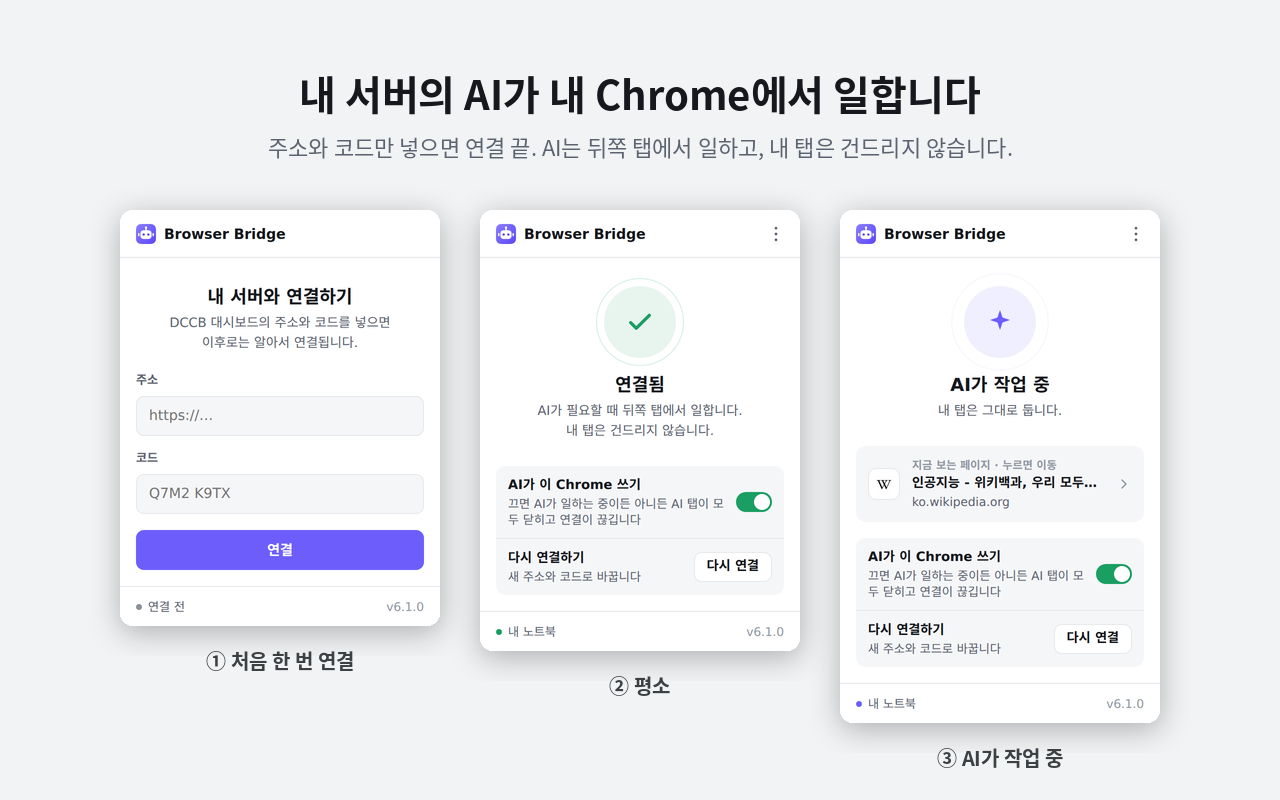 내 서버의 AI가 내 Chrome에서 일합니다
주소와 코드만 넣으면 연결 끝. AI는 뒤쪽 탭에서 일하고, 내 탭은 건드리지 않습니다.
Browser Bridge
내 서버와 연결하기
DCCB 대시보드의 주소와 코드를 넣으면
이후로는 알아서 연결됩니다.
주소
https://...
코드
Q7M2 K9TX
연결
연결 전 v6.1.0
① 처음 한 번 연결
Browser Bridge
연결됨
AI가 필요할 때 뒤쪽 탭에서 일합니다.
내 탭은 건드리지 않습니다.
AI가 이 Chrome 쓰기
끄면 AI가 일하는 중이든 아니든 AI 탭이 모
두 닫히고 연결이 끊깁니다
다시 연결하기
새 주소와 코드로 바꿉니다
다시 연결
내 노트북 v6.1.0
② 평소
Browser Bridge
AI가 작업 중
내 탭은 그대로 둡니다.
W
지금 보는 페이지 · 누르면 이동
인공지능 - 위키백과, 우리 모두...
ko.wikipedia.org
AI가 이 Chrome 쓰기
끄면 AI가 일하는 중이든 아니든 AI 탭이 모
두 닫히고 연결이 끊깁니다
다시 연결하기
새 주소와 코드로 바꿉니다
다시 연결
내 노트북 v6.1.0
③ AI가 작업 중